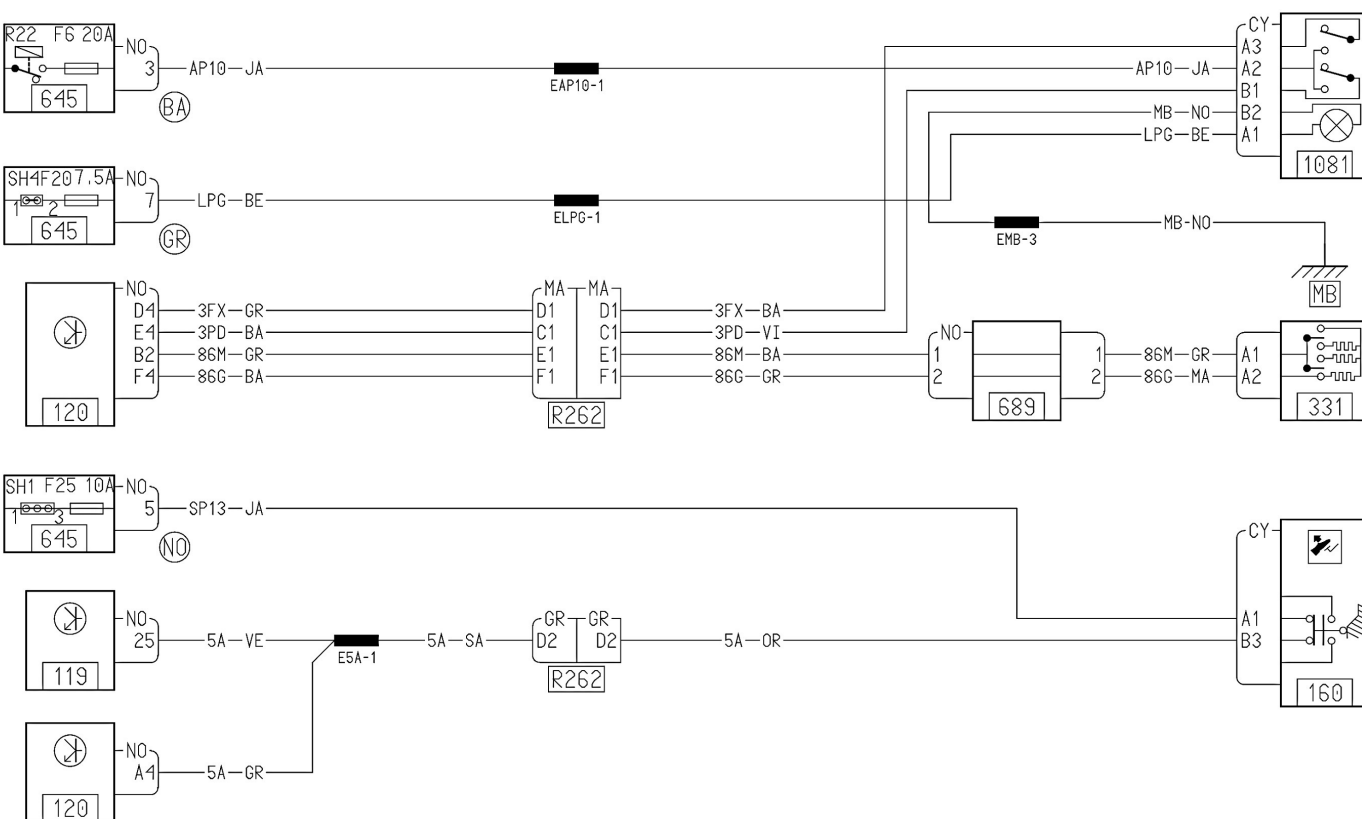 R22 F6 20A NO CY
A3
3 AP10 JA AP10 JA A2
EAP10-1
645 BA B1
MB NO B2
LPG BE A1
1081
SH4F207.5A NO
1 2 7 LPG BE
ELPG-1
645 GR
MB-NO
EMB-3
MB
NO MA MA
D4 3FX GR D1 D1 3FX BA
E4 3PD BA C1 C1 3PD VI NO
B2 86M GR E1 E1 86M BA 1 1 86M GR A1
F4 86G BA F1 F1 86G GR 2 2 86G MA A2
120 R262 689 331
SH1 F25 10A NO
1 3 5 SP13 JA
645 NO
CY
NO GR GR A1
25 5A VE 5A SA D2 D2 5A OR B3
E5A-1
119 R262 160
NO
A4 5A GR
120